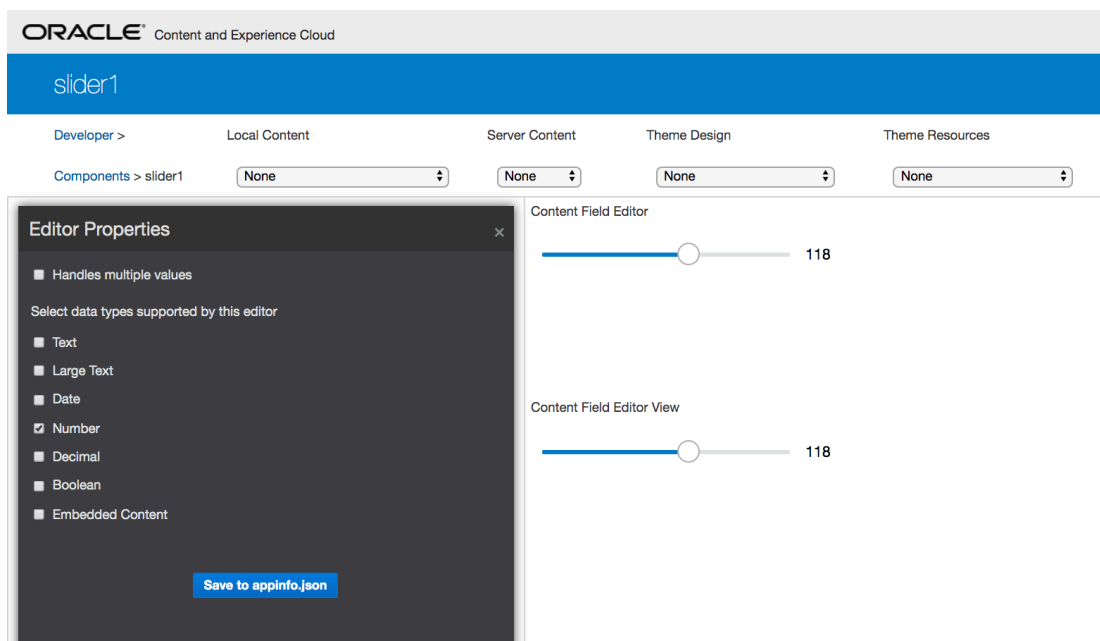 ORACLE® Content and Experience Cloud
slider1
Developer > Local Content Server Content Theme Design Theme Resources
Components > slider1 None None None None
Editor Properties ×
Handles multiple values
Select data types supported by this editor
Text
Large Text
Date
Number
Decimal
Boolean
Embedded Content
Save to appinfo.json
Content Field Editor
118
Content Field Editor View
118